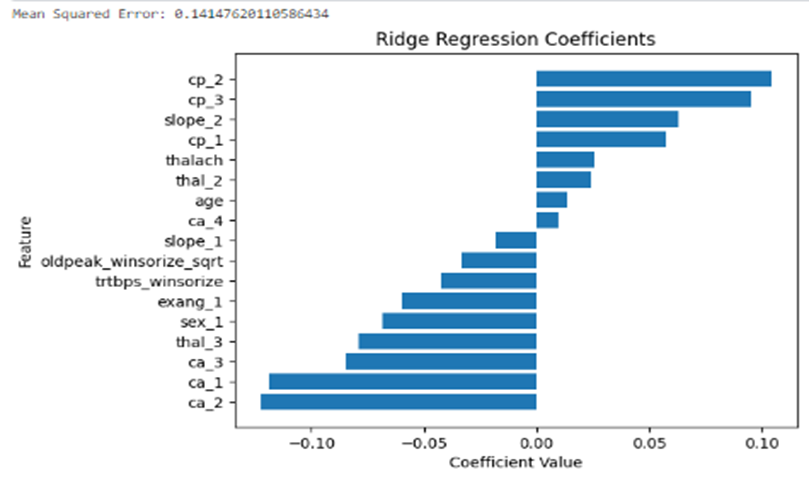 Mean Squared Error: 0.14147620110586434
Ridge Regression Coefficients
cp_2
cp_3
slope_2
cp_1
thalach
thal_2
age
ca_4
slope_1
oldpeak_winsorize_sqrt
trtbps_winsorize
exang_1
sex_1
thal_3
ca_3
ca_1
ca_2
Feature
−0.10 −0.05 0.00 0.05 0.10
Coefficient Value